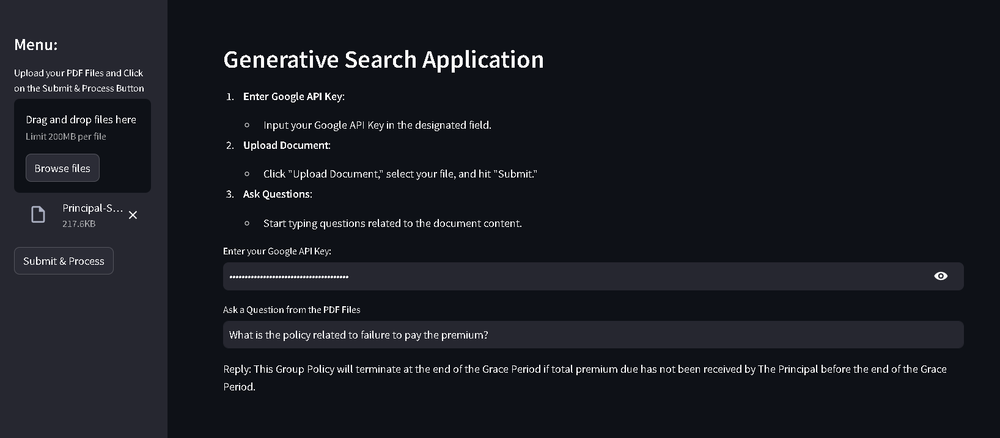 Menu:
Upload your PDF Files and Click
on the Submit & Process Button
Drag and drop files here
Limit 200MB per file
Browse files
Principal-S...
217.6KB
Submit & Process
Generative Search Application
1. Enter Google API Key:
Input your Google API Key in the designated field.
2. Upload Document:
Click "Upload Document," select your file, and hit "Submit."
3. Ask Questions:
Start typing questions related to the document content.
Enter your Google API Key:
Ask a Question from the PDF Files
What is the policy related to failure to pay the premium?
Reply: This Group Policy will terminate at the end of the Grace Period if total premium due has not been received by The Principal before the end of the Grace
Period.